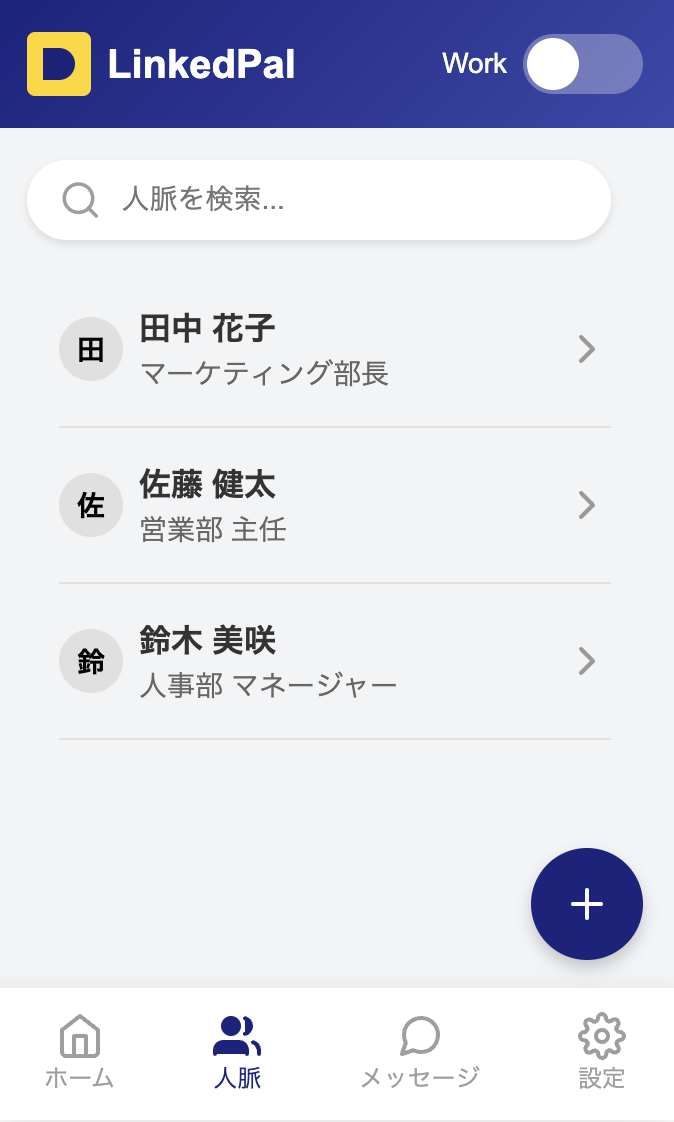 LinkedPal
Work
人脈を検索...
田
田中 花子
マーケティング部長
佐
佐藤 健太
営業部 主任
鈴
鈴木 美咲
人事部 マネージャー
ホーム
人脈
メッセージ
設定